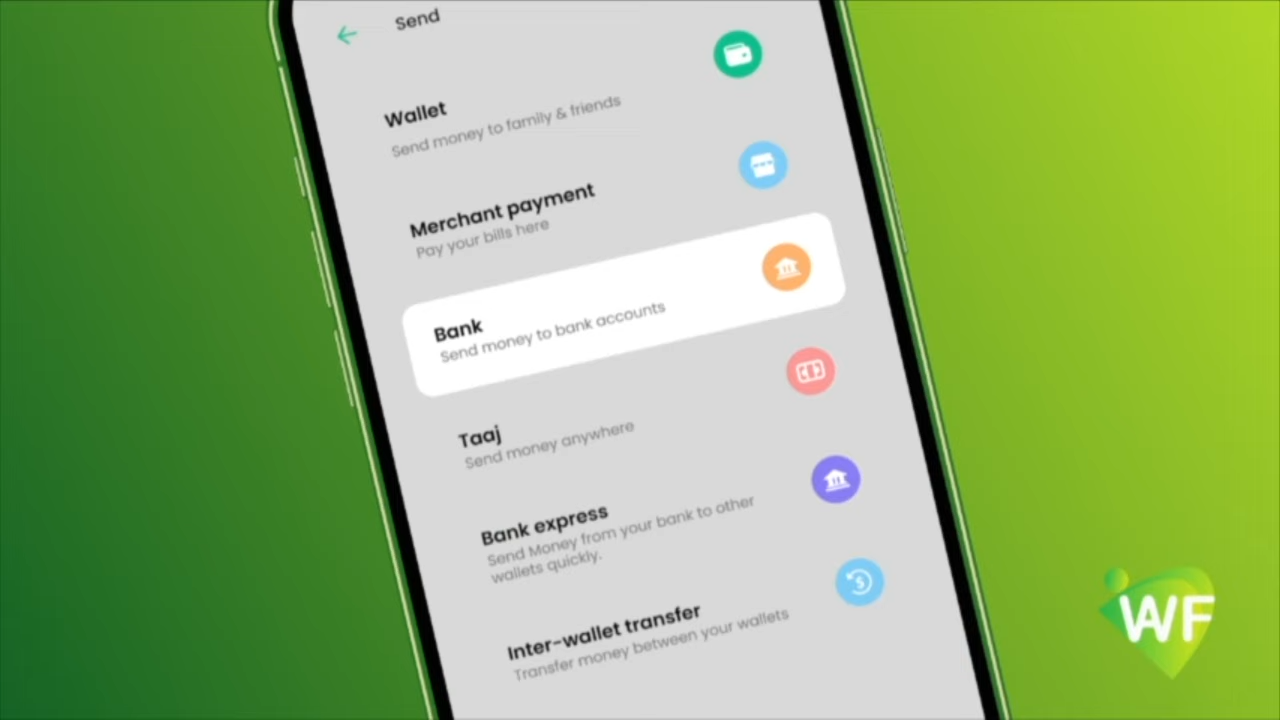 Send
Wallet
Send money to family & friends
Merchant payment
Pay your bills here
Bank
Send money to bank accounts
Taaj
Send money anywhere
Bank express
Send Money from your bank to other
wallets quickly.
Inter-wallet transfer
Transfer money between your wallets
WF